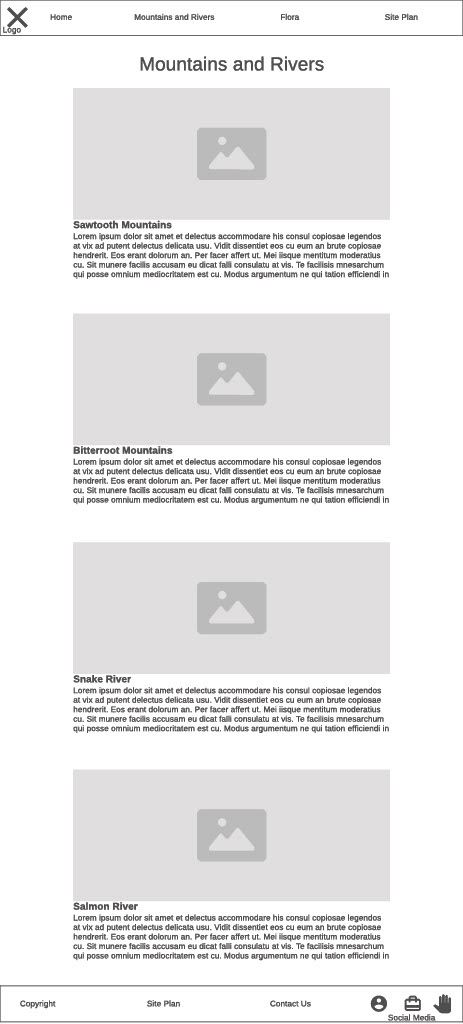 Home Mountains and Rivers Flora Site Plan
Logo
Mountains and Rivers
Sawtooth Mountains
Lorem ipsum dolor sit amet et delectus accommodare his consul copiosae legendos
at vix ad putent delectus delicata usu. Vidit dissentiet eos cu eum an brute copiosae
hendrerit. Eos erant dolorum an. Per facer affert ut. Mei iisque mentitum moderatius
cu. Sit munere facilis accusam eu dicat falli consulatu at vis. Te facilisis mnesarchum
qui posse omnium mediocritatem est cu. Modus argumentum ne qui tation efficiendi in
Bitterroot Mountains
Lorem ipsum dolor sit amet et delectus accommodare his consul copiosae legendos
at vix ad putent delectus delicata usu. Vidit dissentiet eos cu eum an brute copiosae
hendrerit. Eos erant dolorum an. Per facer affert ut. Mei iisque mentitum moderatius
cu. Sit munere facilis accusam eu dicat falli consulatu at vis. Te facilisis mnesarchum
qui posse omnium mediocritatem est cu. Modus argumentum ne qui tation efficiendi in
Snake River
Lorem ipsum dolor sit amet et delectus accommodare his consul copiosae legendos
at vix ad putent delectus delicata usu. Vidit dissentiet eos cu eum an brute copiosae
hendrerit. Eos erant dolorum an. Per facer affert ut. Mei iisque mentitum moderatius
cu. Sit munere facilis accusam eu dicat falli consulatu at vis. Te facilisis mnesarchum
qui posse omnium mediocritatem est cu. Modus argumentum ne qui tation efficiendi in
Salmon River
Lorem ipsum dolor sit amet et delectus accommodare his consul copiosae legendos
at vix ad putent delectus delicata usu. Vidit dissentiet eos cu eum an brute copiosae
hendrerit. Eos erant dolorum an. Per facer affert ut. Mei iisque mentitum moderatius
cu. Sit munere facilis accusam eu dicat falli consulatu at vis. Te facilisis mnesarchum
qui posse omnium mediocritatem est cu. Modus argumentum ne qui tation efficiendi in
Copyright Site Plan Contact Us
Social Media